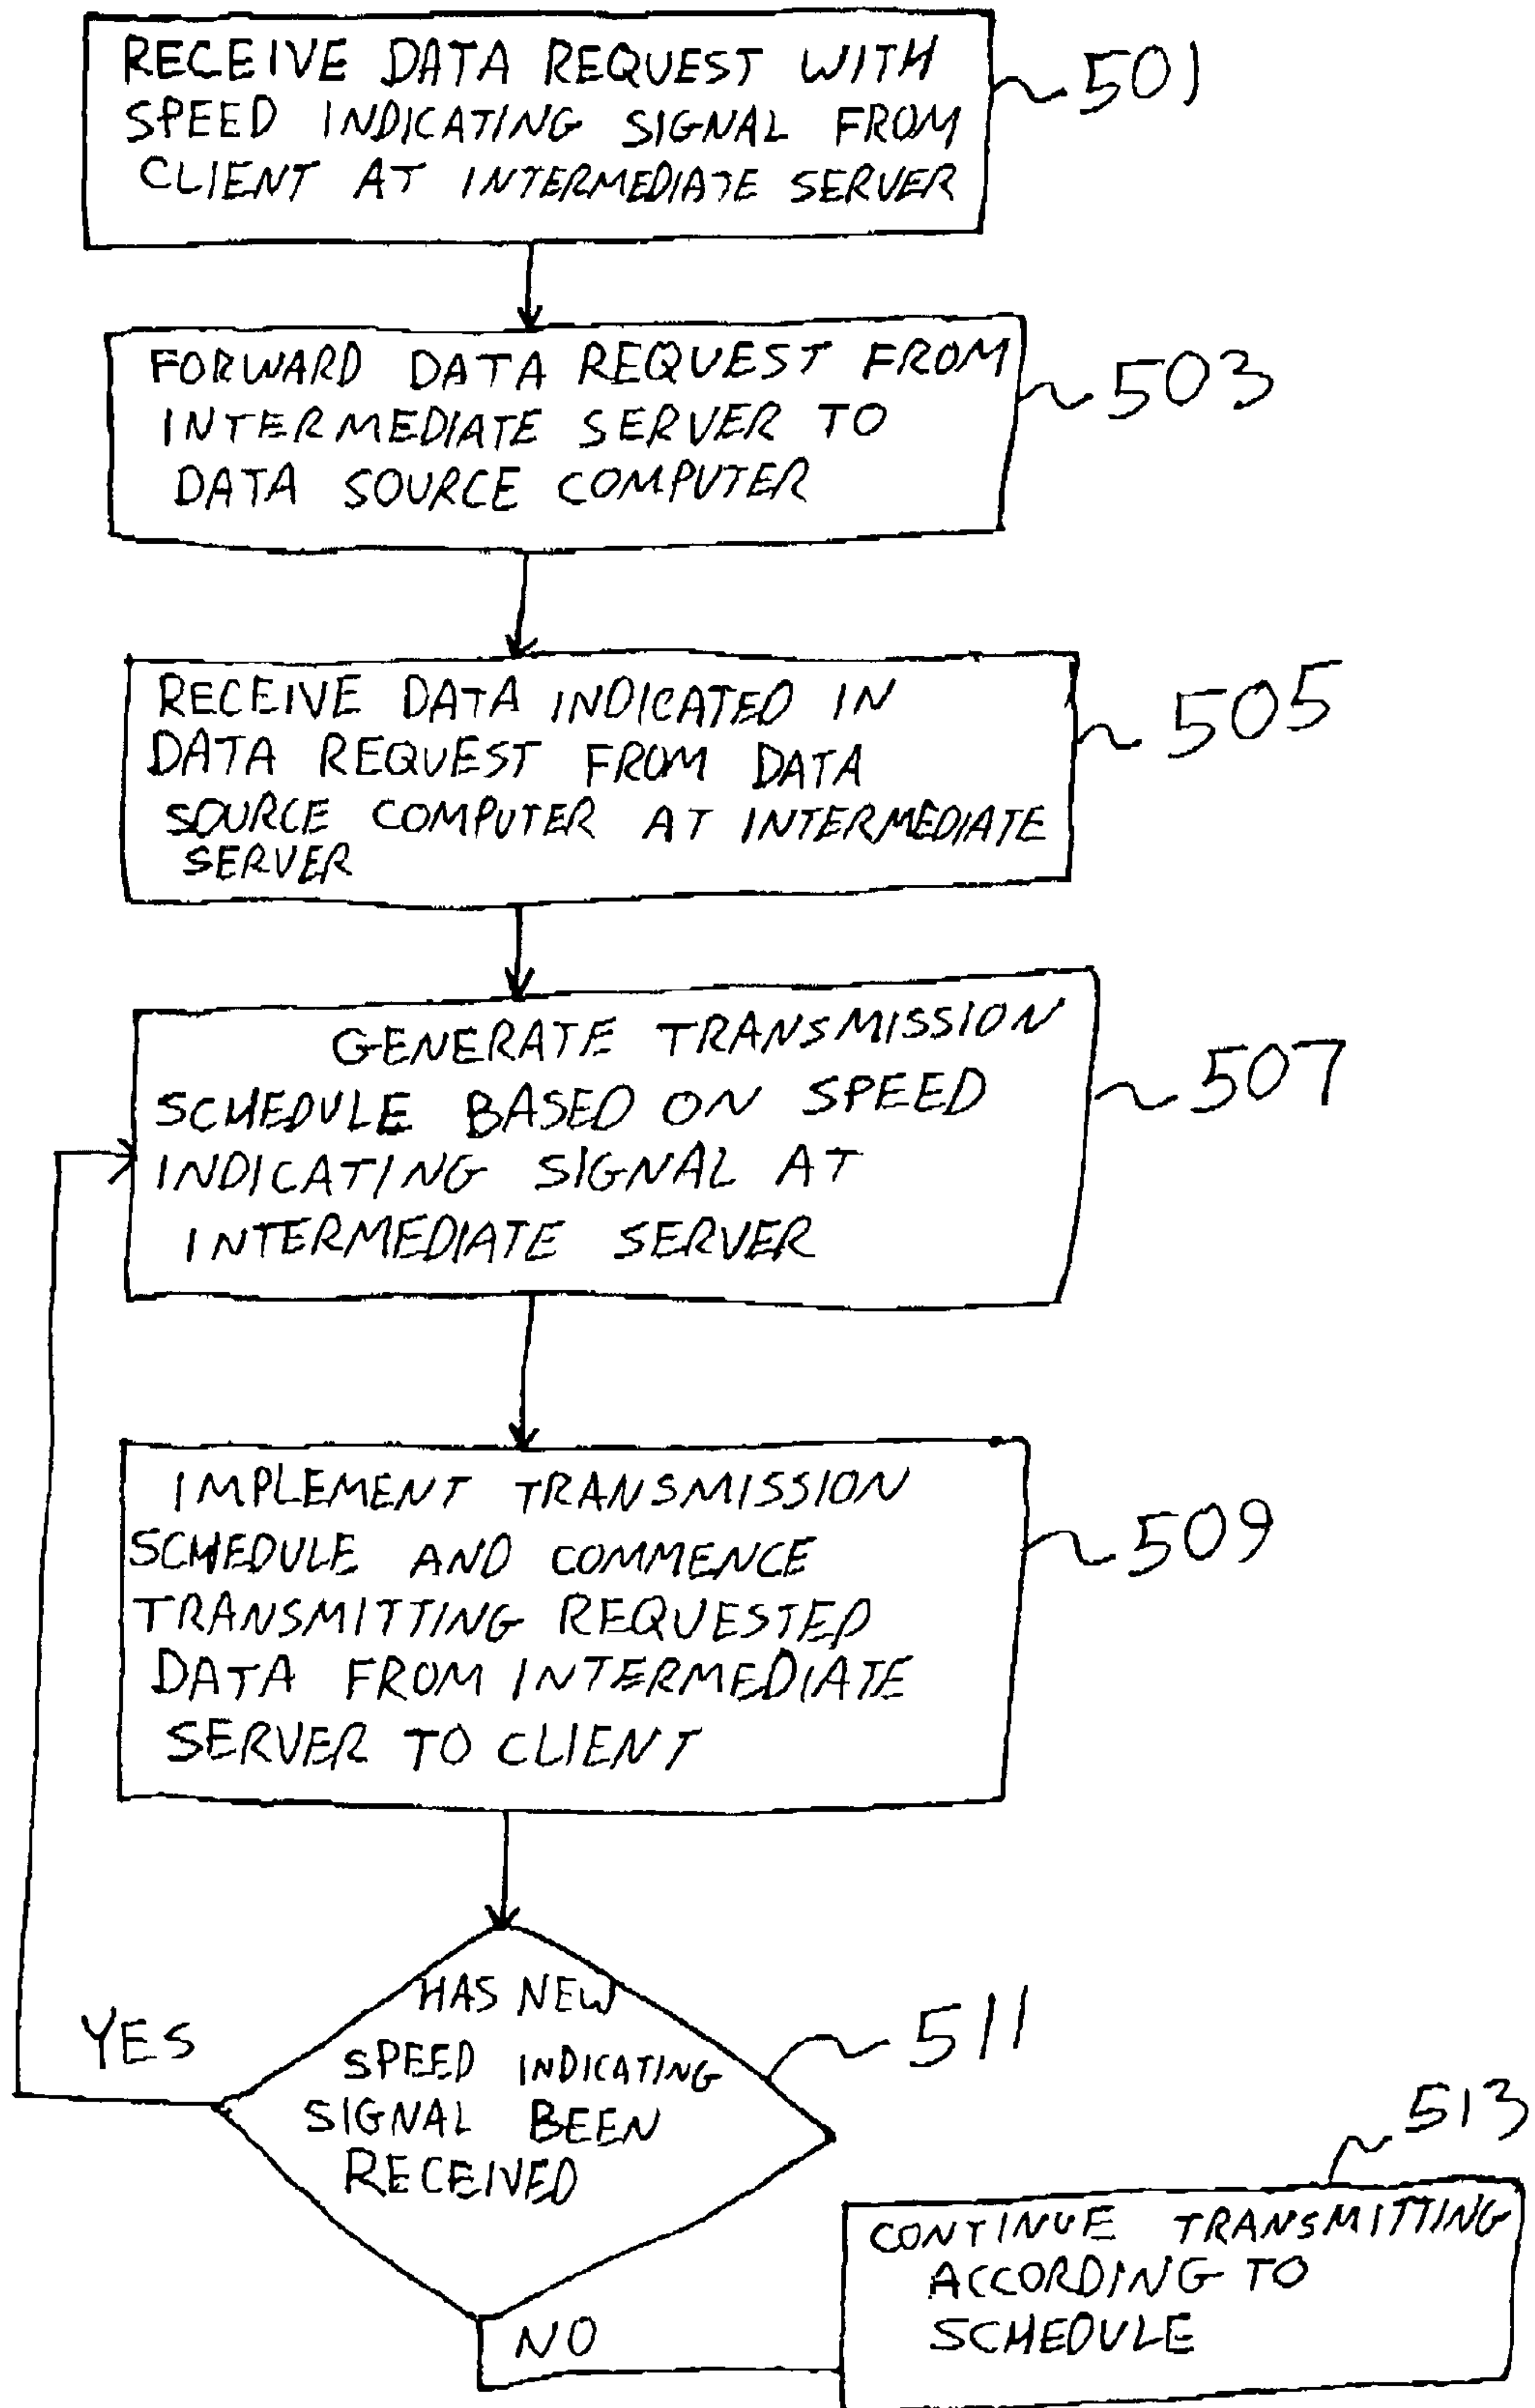 RECEIVE DATA REQUEST WITH
SPEED INDICATING SIGNAL FROM
CLIENT AT INTERMEDIATE SERVER
501
FORWARD DATA REQUEST FROM
INTERMEDIATE SERVER TO
DATA SOURCE COMPUTER
503
RECEIVE DATA INDICATED IN
DATA REQUEST FROM DATA
SOURCE COMPUTER AT INTERMEDIATE
SERVER
505
GENERATE TRANSMISSION
SCHEDULE BASED ON SPEED
INDICATING SIGNAL AT
INTERMEDIATE SERVER
507
IMPLEMENT TRANSMISSION
SCHEDULE AND COMMENCE
TRANSMITTING REQUESTED
DATA FROM INTERMEDIATE
SERVER TO CLIENT
509
HAS NEW
SPEED INDICATING
SIGNAL BEEN
RECEIVED
511
YES
NO
513
CONTINUE TRANSMITTING
ACCORDING TO
SCHEDULE